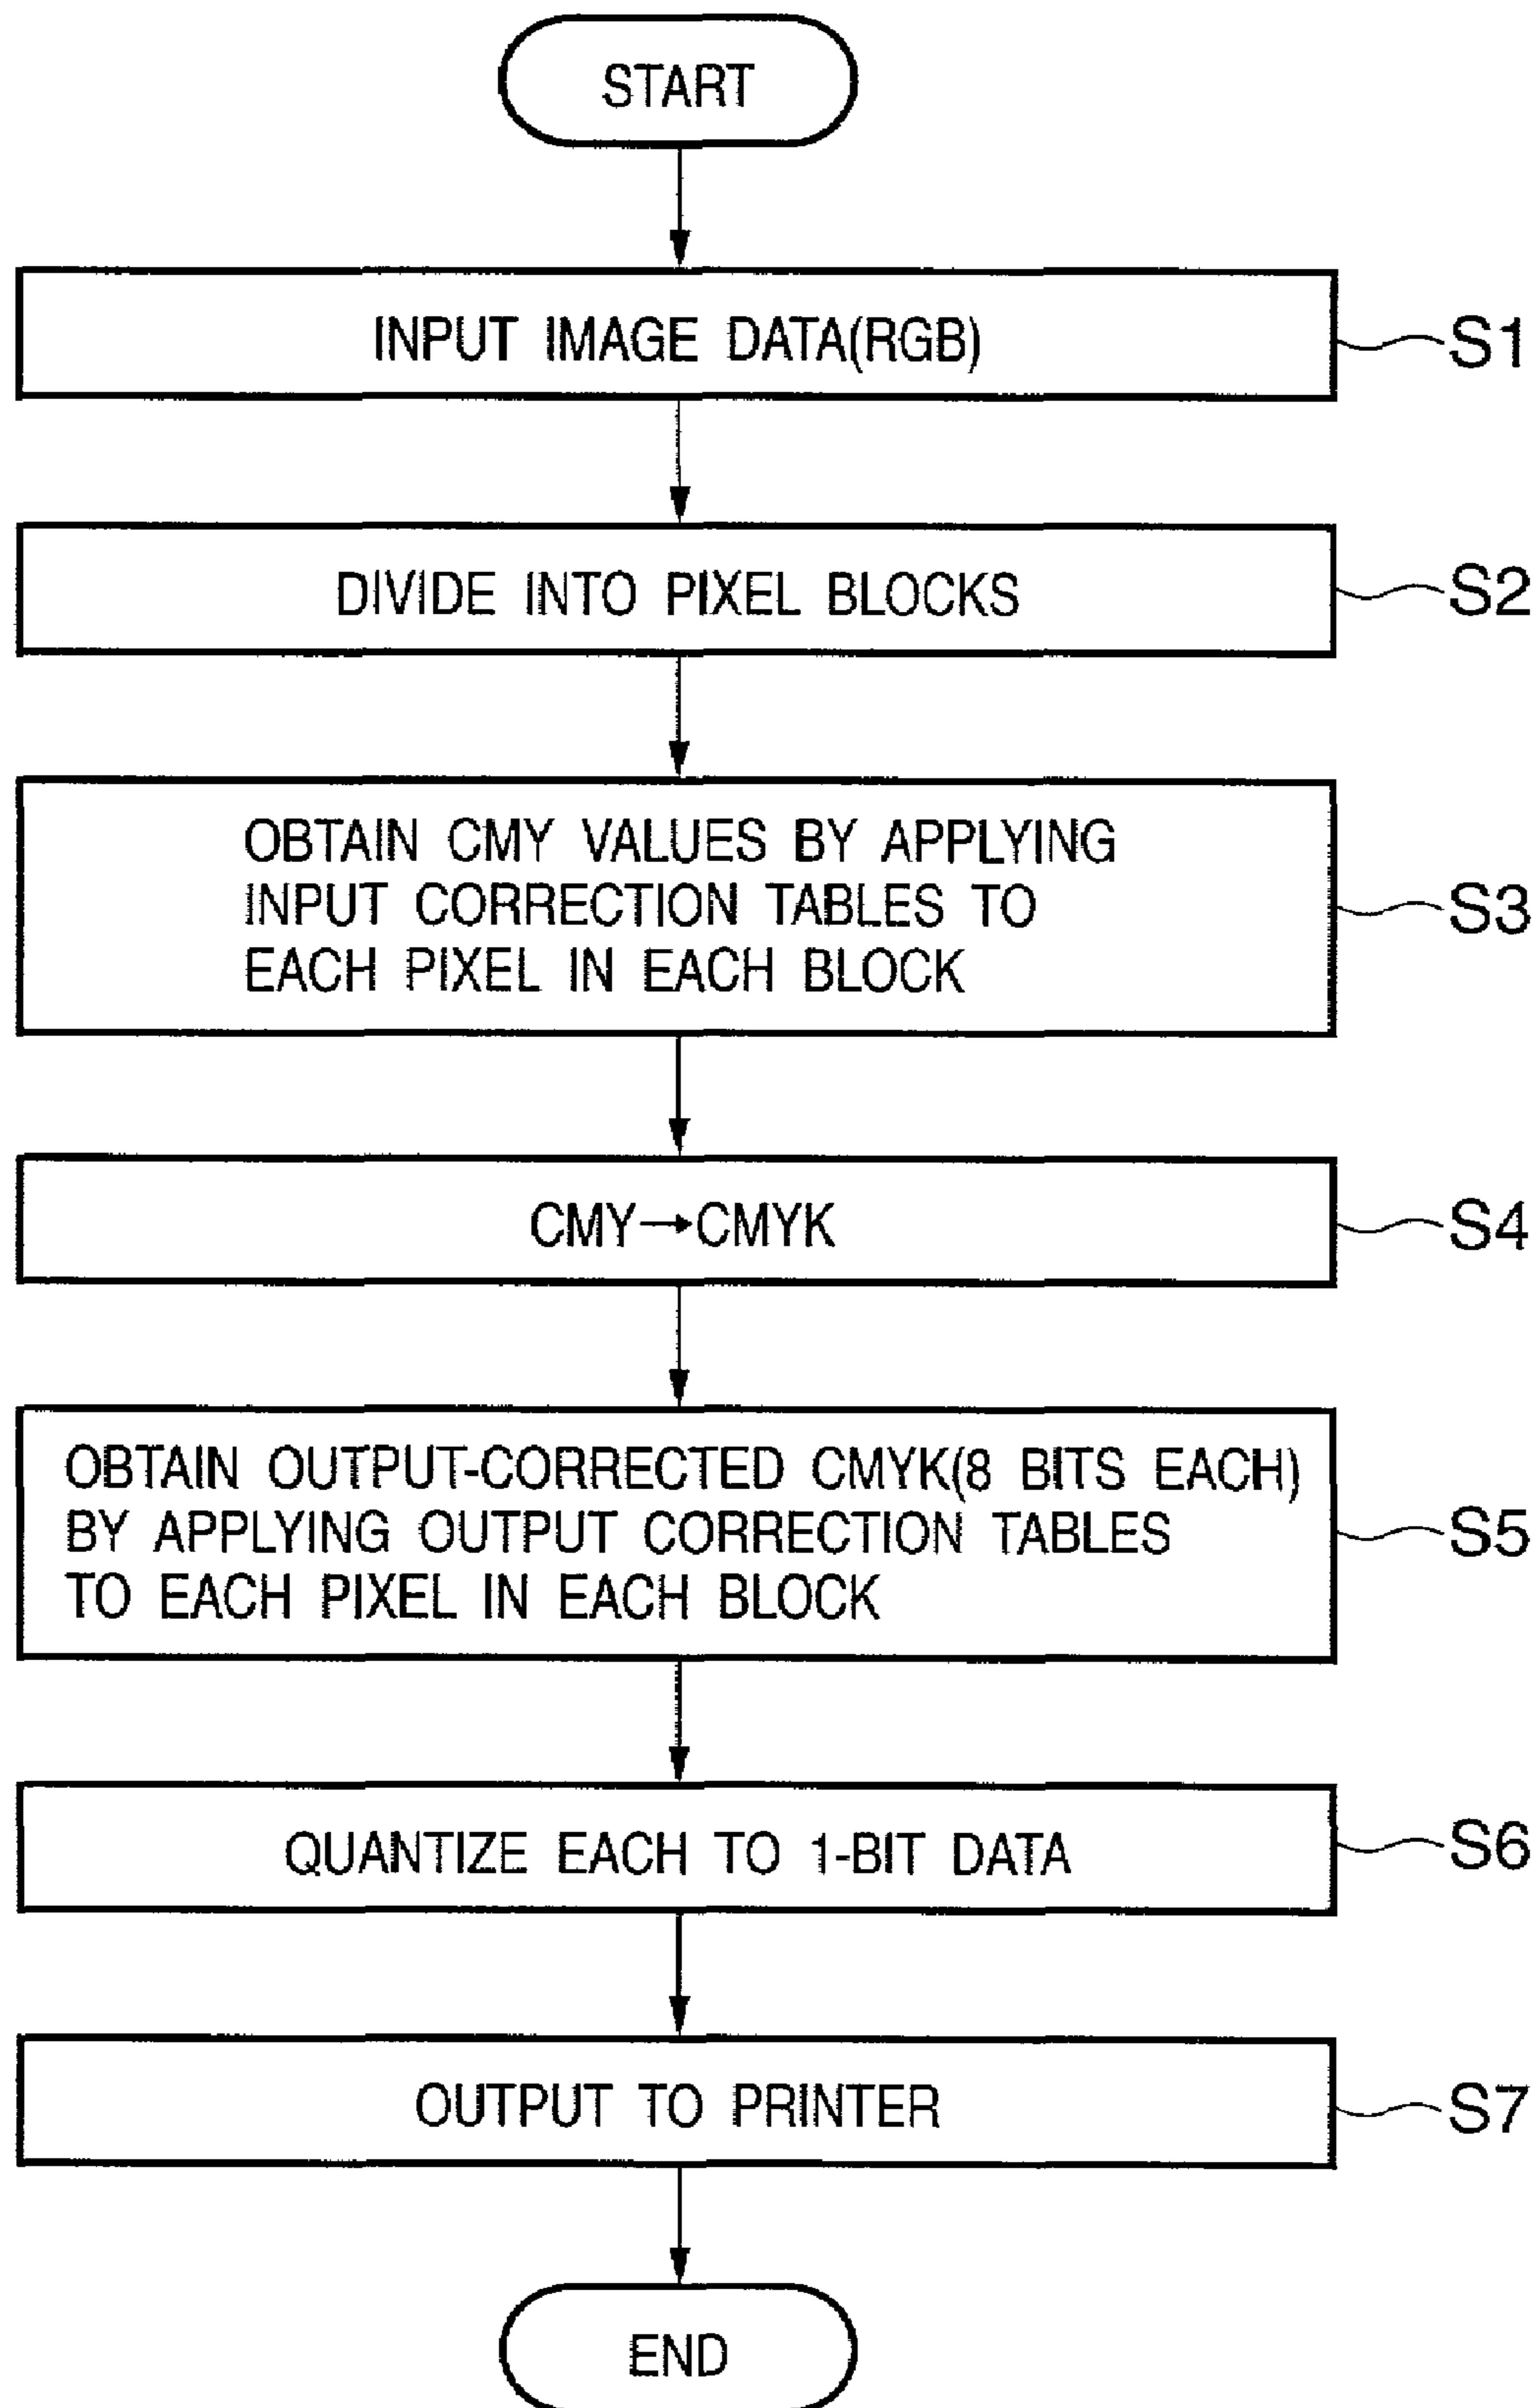 START
INPUT IMAGE DATA(RGB)
S1
DIVIDE INTO PIXEL BLOCKS
S2
OBTAIN CMY VALUES BY APPLYING
INPUT CORRECTION TABLES TO
EACH PIXEL IN EACH BLOCK
S3
CMY→CMYK
S4
OBTAIN OUTPUT-CORRECTED CMYK(8 BITS EACH)
BY APPLYING OUTPUT CORRECTION TABLES
TO EACH PIXEL IN EACH BLOCK
S5
QUANTIZE EACH TO 1-BIT DATA
S6
OUTPUT TO PRINTER
S7
END